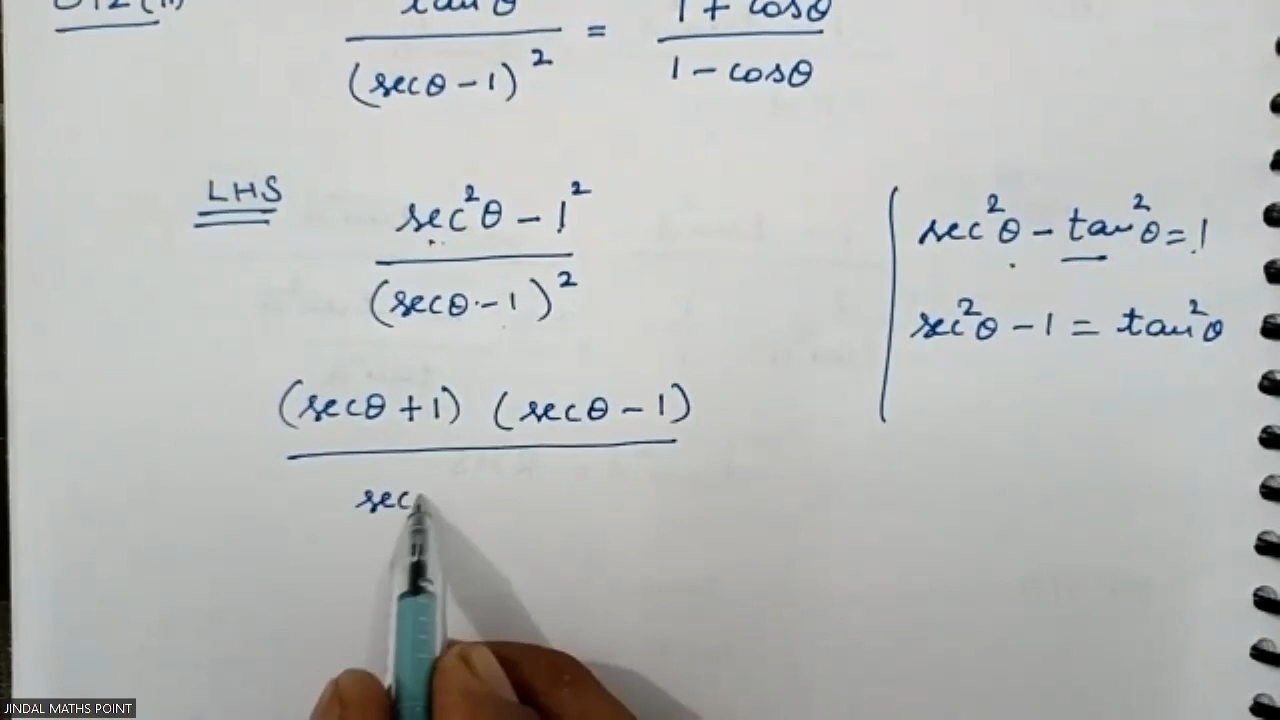 tan θ / (secθ - 1)² = 1 + cosθ / 1 - cosθ
LHS
sec²θ - 1² / (secθ - 1)²
sec²θ - tan²θ = 1
sec²θ - 1 = tan²θ
(secθ + 1) (secθ - 1)
sec
JINDAL MATHS POINT